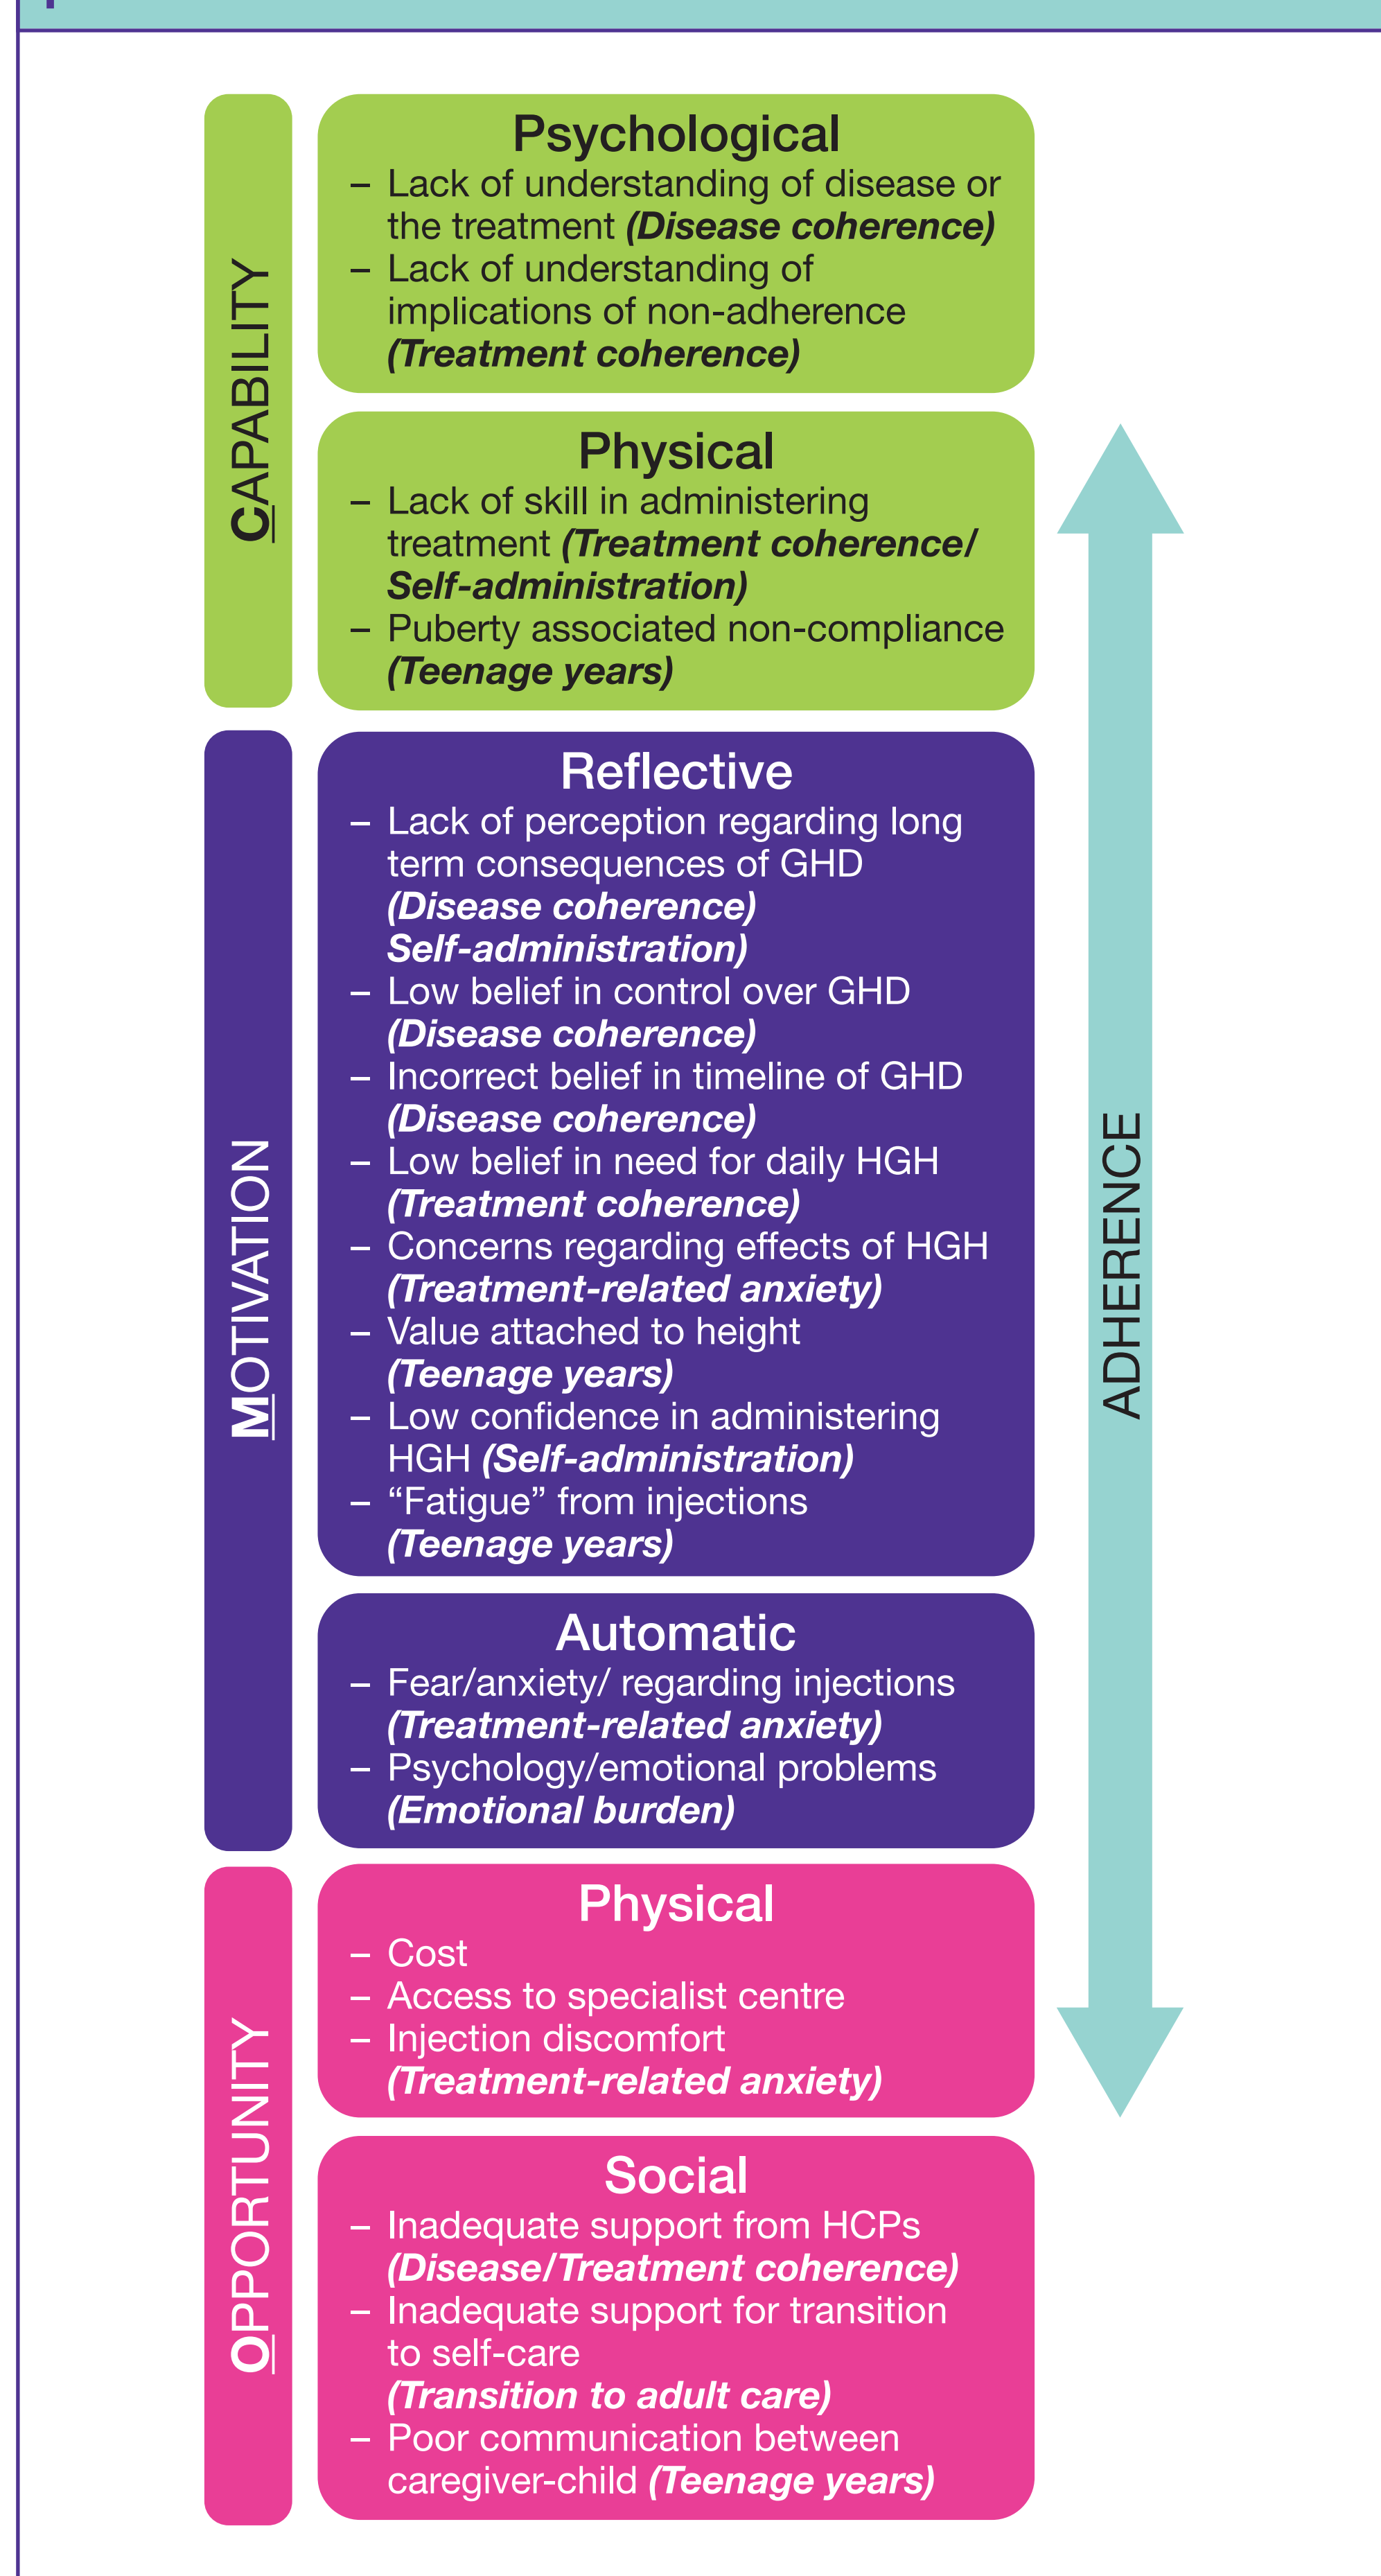 CAPABILITY
Psychological
– Lack of understanding of disease or
the treatment (Disease coherence)
– Lack of understanding of
implications of non-adherence
(Treatment coherence)
Physical
– Lack of skill in administering
treatment (Treatment coherence/
Self-administration)
– Puberty associated non-compliance
(Teenage years)
MOTIVATION
Reflective
– Lack of perception regarding long
term consequences of GHD
(Disease coherence)
Self-administration)
– Low belief in control over GHD
(Disease coherence)
– Incorrect belief in timeline of GHD
(Disease coherence)
– Low belief in need for daily HGH
(Treatment coherence)
– Concerns regarding effects of HGH
(Treatment-related anxiety)
– Value attached to height
(Teenage years)
– Low confidence in administering
HGH (Self-administration)
– “Fatigue” from injections
(Teenage years)
Automatic
– Fear/anxiety/ regarding injections
(Treatment-related anxiety)
– Psychology/emotional problems
(Emotional burden)
OPPORTUNITY
Physical
– Cost
– Access to specialist centre
– Injection discomfort
(Treatment-related anxiety)
Social
– Inadequate support from HCPs
(Disease/Treatment coherence)
– Inadequate support for transition
to self-care
(Transition to adult care)
– Poor communication between
caregiver-child (Teenage years)
ADHERENCE